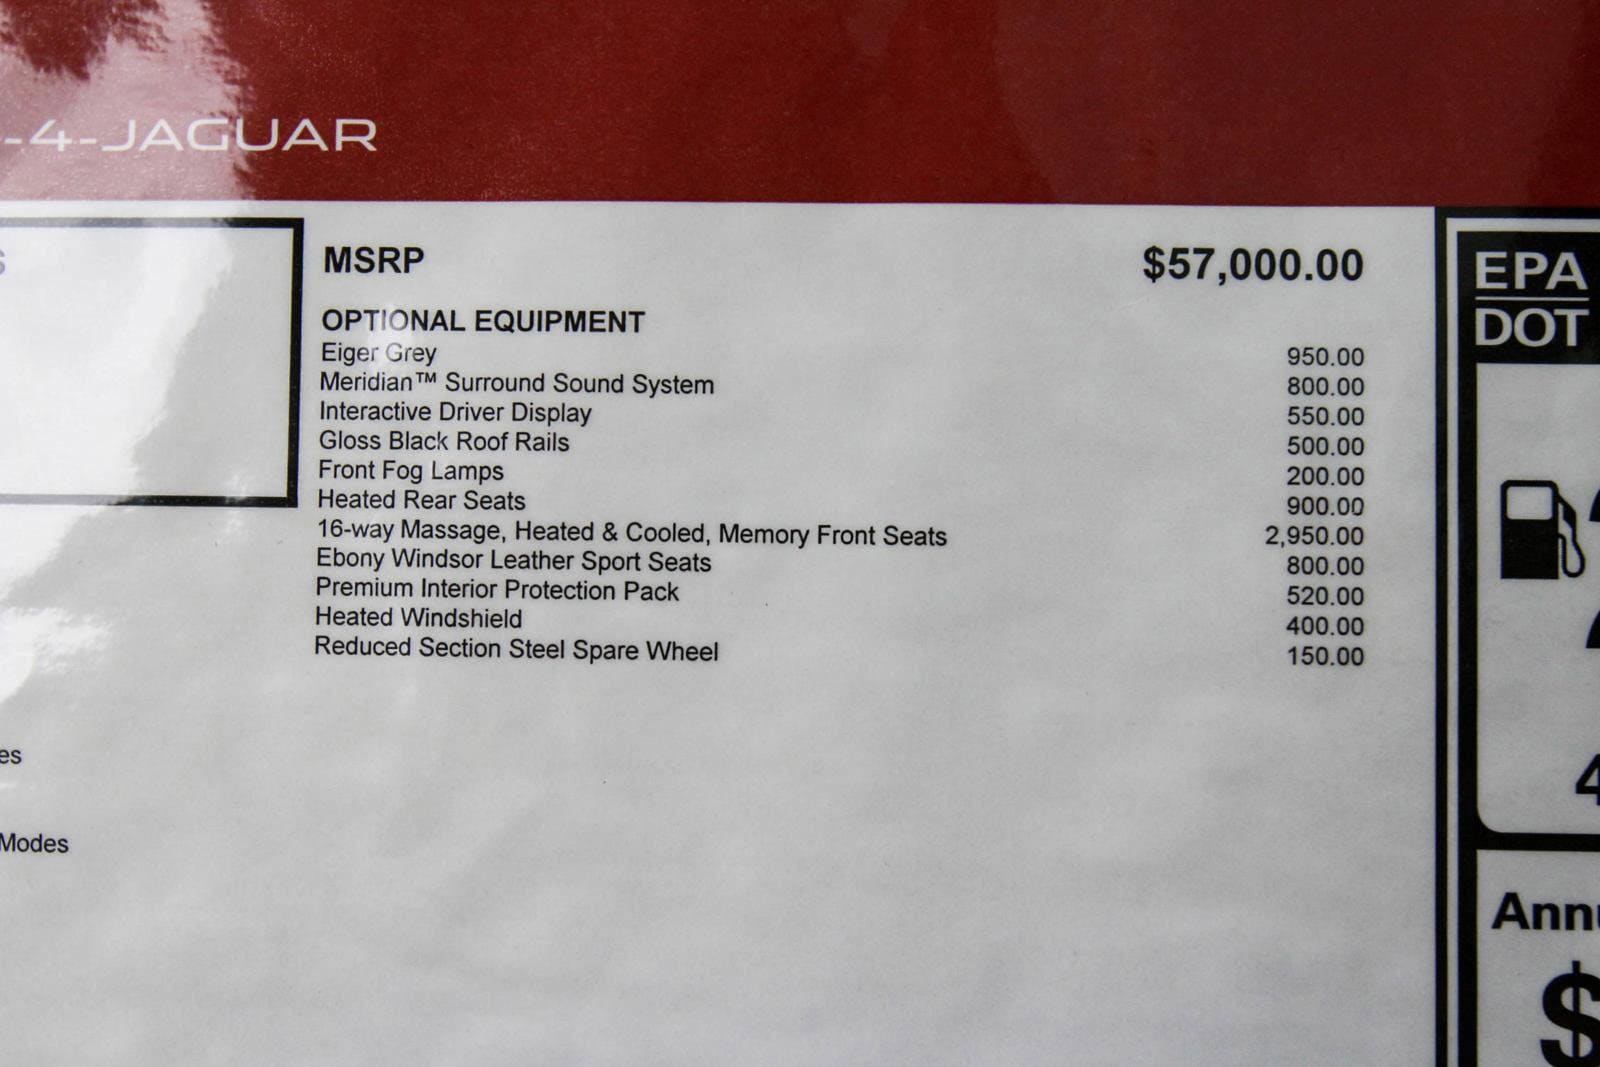 -4-JAGUAR
MSRP $57,000.00
OPTIONAL EQUIPMENT
Eiger Grey 950.00
Meridian™ Surround Sound System 800.00
Interactive Driver Display 550.00
Gloss Black Roof Rails 500.00
Front Fog Lamps 200.00
Heated Rear Seats 900.00
16-way Massage, Heated & Cooled, Memory Front Seats 2,950.00
Ebony Windsor Leather Sport Seats 800.00
Premium Interior Protection Pack 520.00
Heated Windshield 400.00
Reduced Section Steel Spare Wheel 150.00
es
Modes
EPA
DOT
4
Annu
$